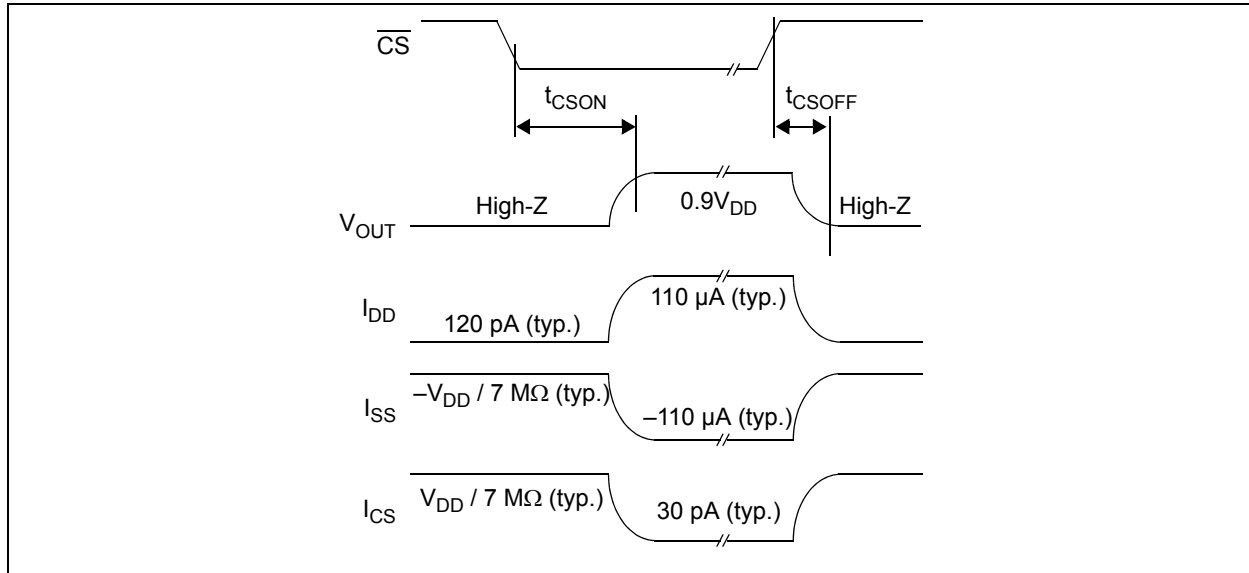 CS
tCSON
tCSOFF
VOUT
High-Z
0.9VDD
High-Z
IDD
120 pA (typ.)
110 µA (typ.)
ISS
–VDD / 7 MΩ (typ.)
–110 µA (typ.)
ICS
VDD / 7 MΩ (typ.)
30 pA (typ.)